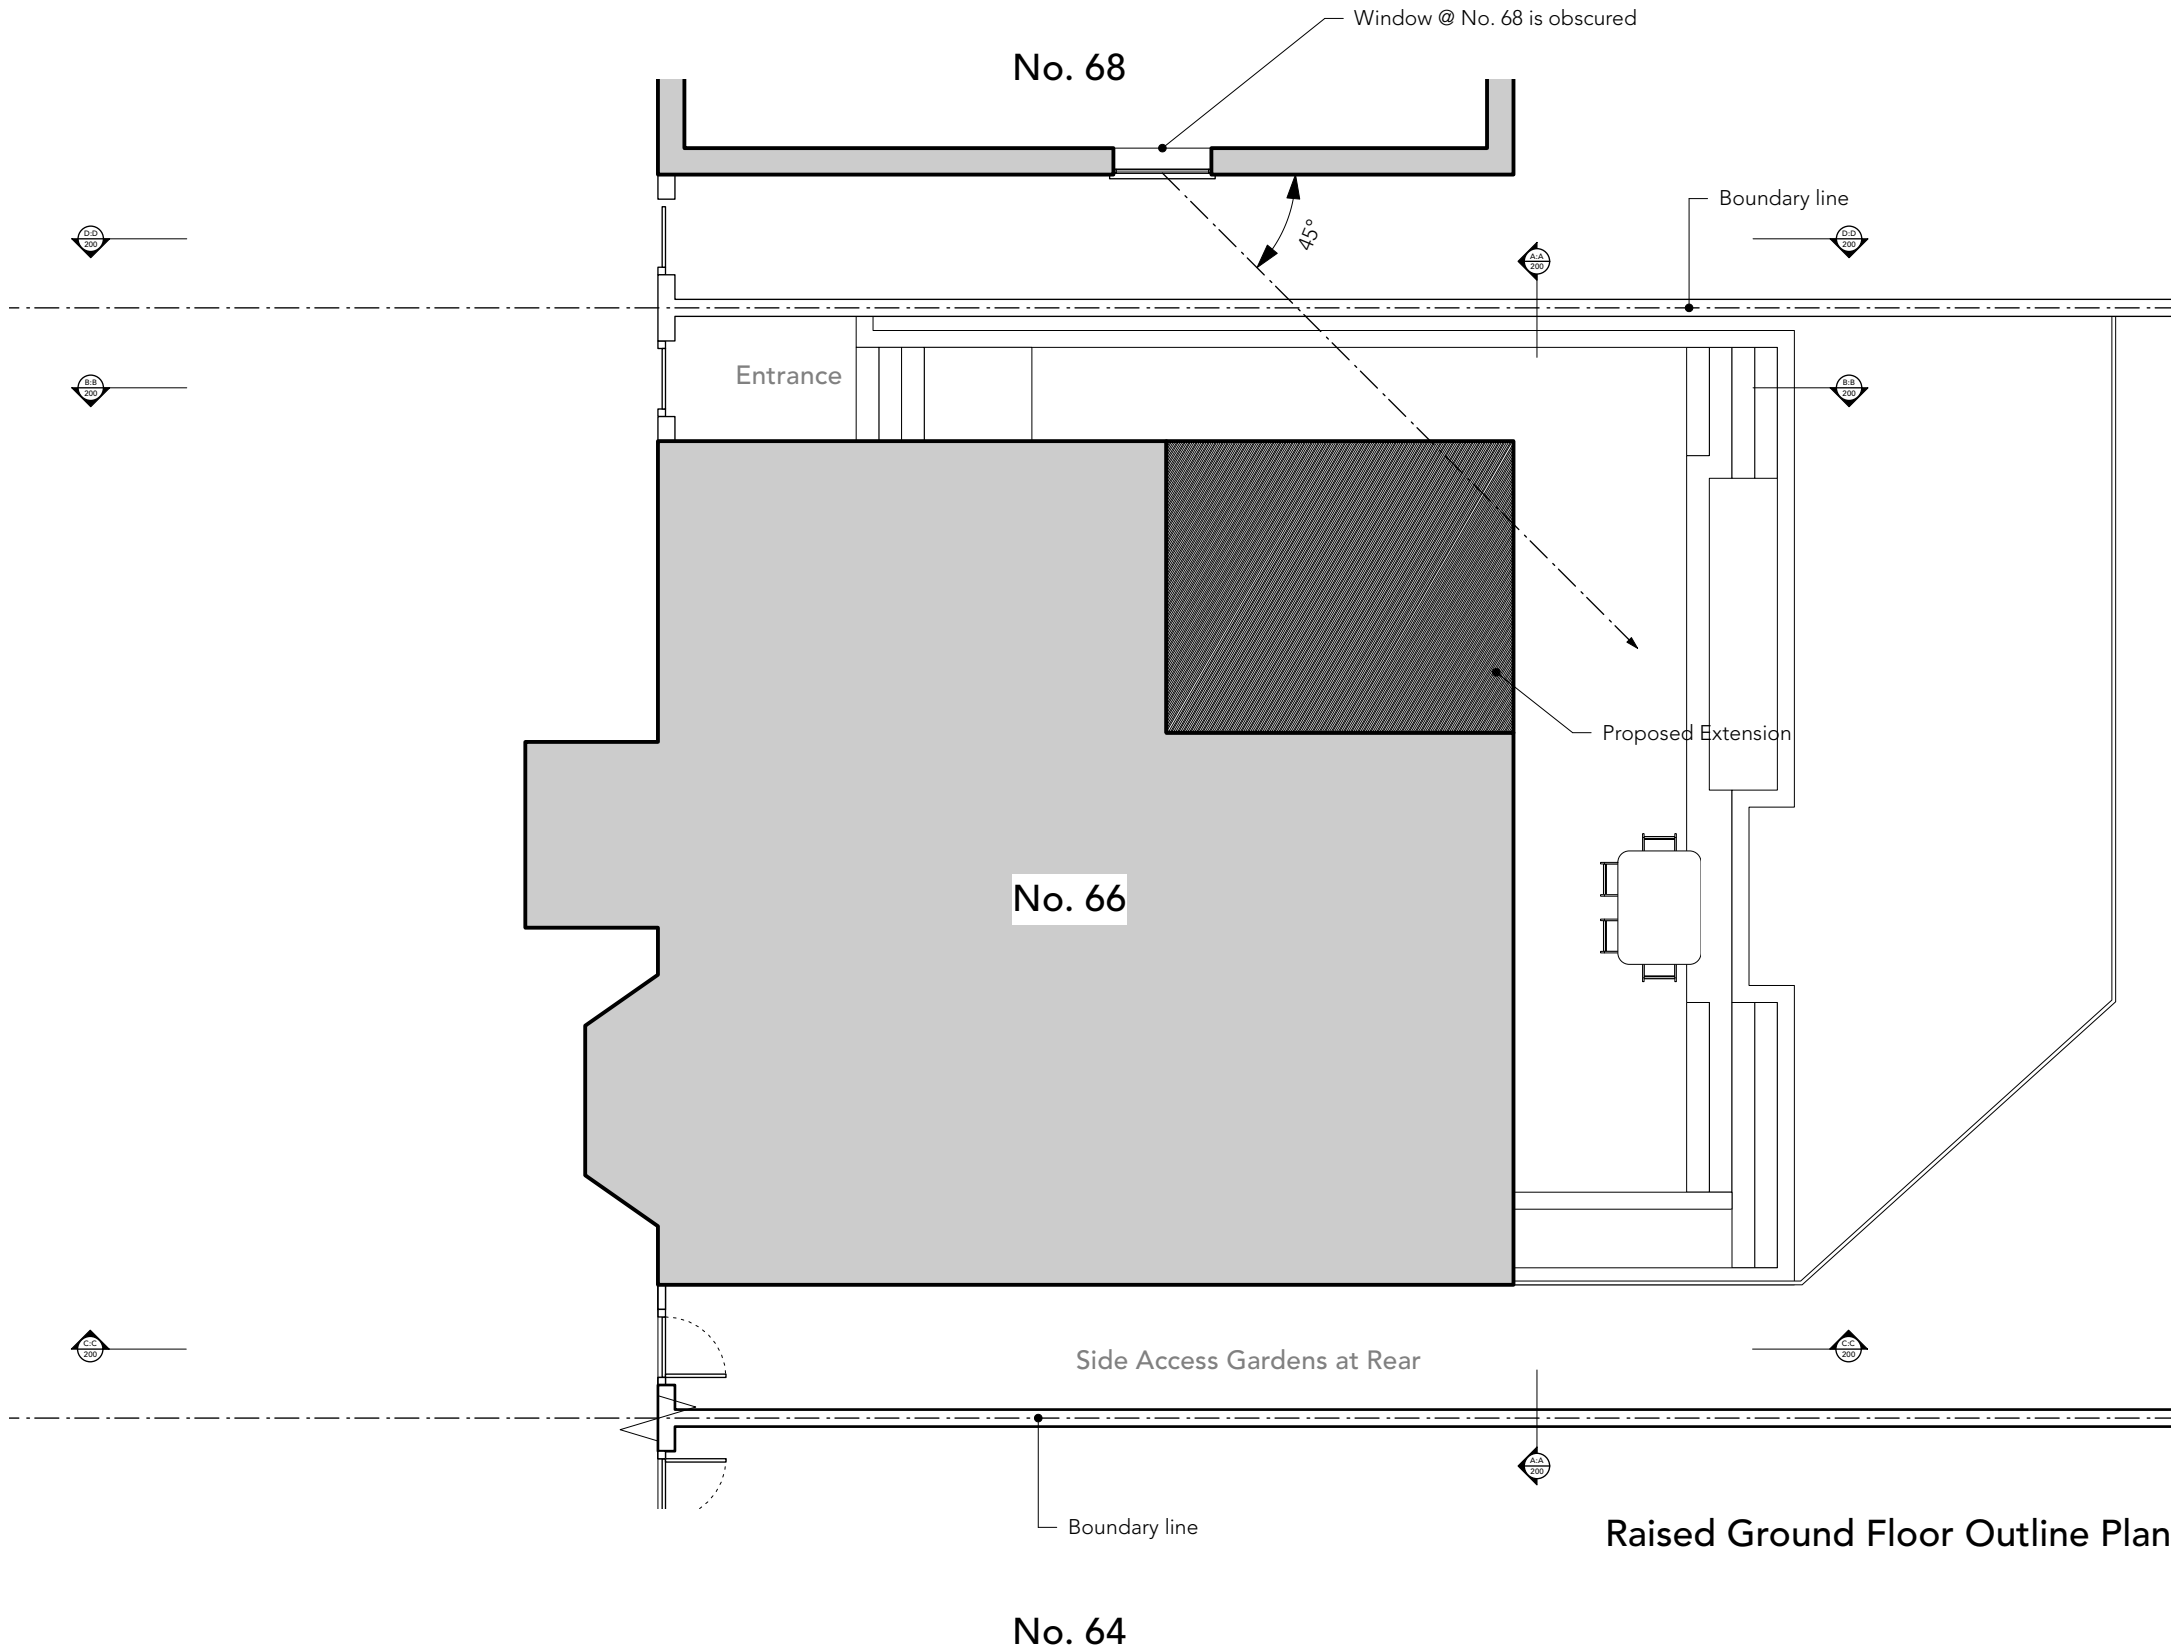 Window @ No. 68 is obscured
No. 68
Boundary line
D:D
200
D:D
200
45°
A:A
200
Entrance
B:B
200
B:B
200
Proposed Extension
No. 66
C:C
200
Side Access Gardens at Rear
C:C
200
A:A
200
Boundary line
Raised Ground Floor Outline Plan
No. 64